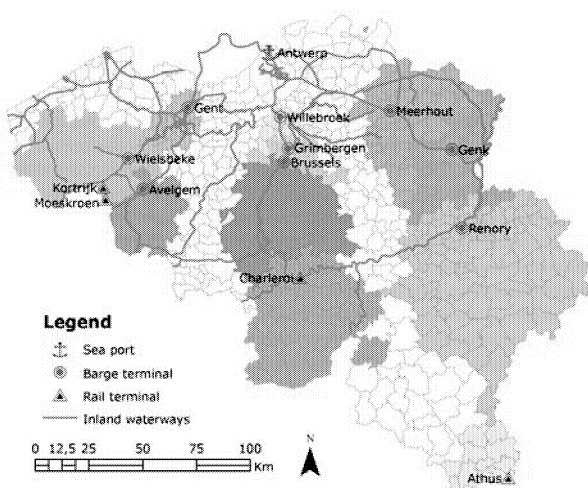 Antwerp
Gent
Willebroek
Meerhout
Grimbergen
Genk
Wielsbeke
Brussels
Kortrijk
Avelgem
Moeskroen
Renory
Charleroi
Legend
Sea port
Barge terminal
Rail terminal
Inland waterways
0 12,5 25 50 75 100
Km
N
Athus